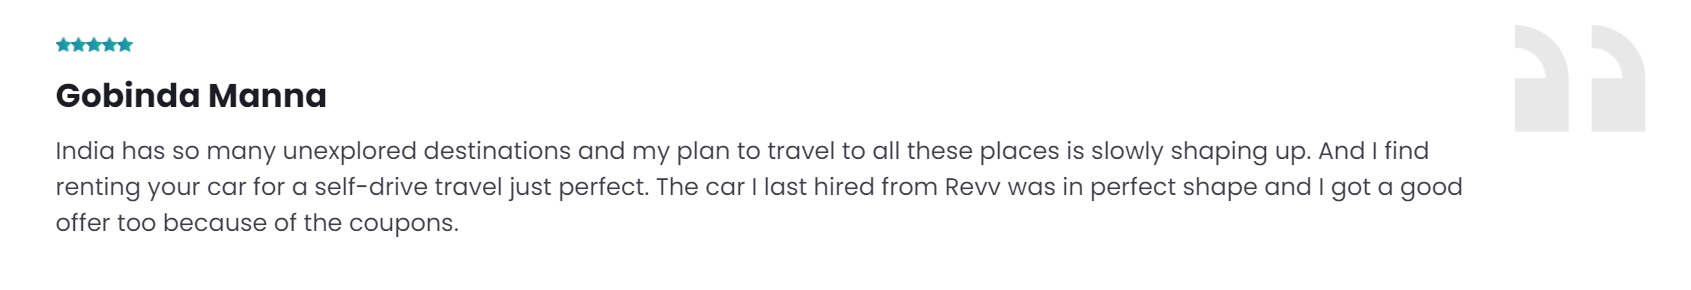 Gobinda Manna
India has so many unexplored destinations and my plan to travel to all these places is slowly shaping up. And I find
renting your car for a self-drive travel just perfect. The car I last hired from Revv was in perfect shape and I got a good
offer too because of the coupons.